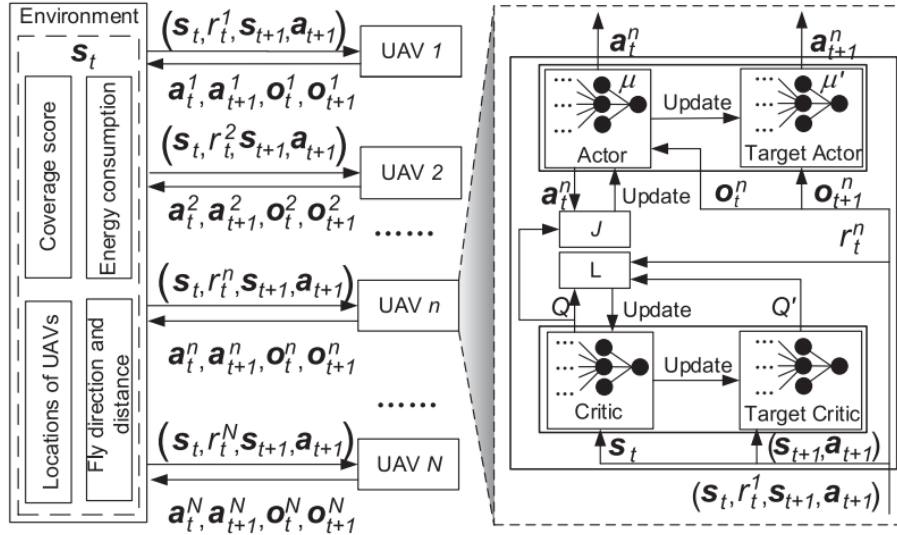 Environment
s_t
Coverage score
Energy consumption
Locations of UAVs
Fly direction and
distance
(s_t, r_t^1, s_{t+1}, a_{t+1})
a_t^1, a_{t+1}^1, o_t^1, o_{t+1}^1
UAV 1
(s_t, r_t^2, s_{t+1}, a_{t+1})
a_t^2, a_{t+1}^2, o_t^2, o_{t+1}^2
UAV 2
......
(s_t, r_t^n, s_{t+1}, a_{t+1})
a_t^n, a_{t+1}^n, o_t^n, o_{t+1}^n
UAV n
......
(s_t, r_t^N, s_{t+1}, a_{t+1})
a_t^N, a_{t+1}^N, o_t^N, o_{t+1}^N
UAV N
a_t^n
a_{t+1}^n
... μ
...
Actor
Update
... μ'
...
Target Actor
a_t^n
Update
o_t^n
o_{t+1}^n
J
r_t^n
L
Q
Update
Q'
...
...
Critic
Update
...
...
Target Critic
s_t
(s_{t+1}, a_{t+1})
(s_t, r_t^1, s_{t+1}, a_{t+1})